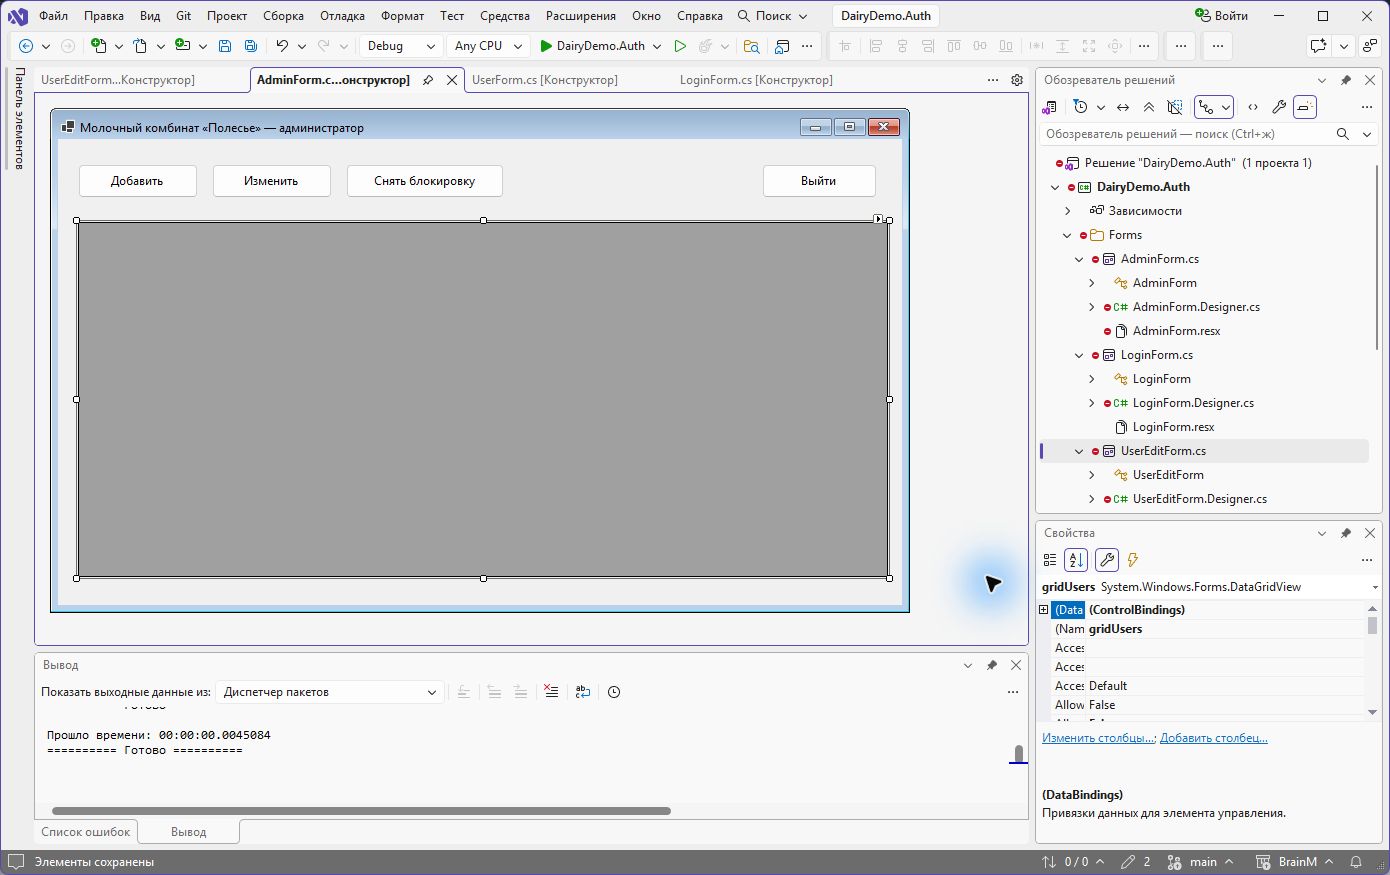 Файл Правка Вид Git Проект Сборка Отладка Формат Тест Средства Расширения Окно Справка Поиск DairyDemo.Auth Войти
Debug Any CPU DairyDemo.Auth
Панель элементов
UserEditForm...Конструктор] AdminForm.c...онструктор] UserForm.cs [Конструктор] LoginForm.cs [Конструктор]
Молочный комбинат «Полесье» — администратор
Добавить Изменить Снять блокировку Выйти
Вывод
Показать выходные данные из: Диспетчер пакетов
Прошло времени: 00:00:00.0045084
========== Готово ==========
Список ошибок Вывод
Обозреватель решений
Обозреватель решений — поиск (Ctrl+ж)
Решение "DairyDemo.Auth" (1 проекта 1)
DairyDemo.Auth
Зависимости
Forms
AdminForm.cs
AdminForm
C# AdminForm.Designer.cs
AdminForm.resx
LoginForm.cs
LoginForm
C# LoginForm.Designer.cs
LoginForm.resx
UserEditForm.cs
UserEditForm
C# UserEditForm.Designer.cs
Свойства
gridUsers System.Windows.Forms.DataGridView
(Data (ControlBindings)
(Nam gridUsers
Acces
Acces
Acces Default
Allow False
Изменить столбцы...; Добавить столбец...
(DataBindings)
Привязки данных для элемента управления.
Элементы сохранены 0 / 0 2 main BrainM